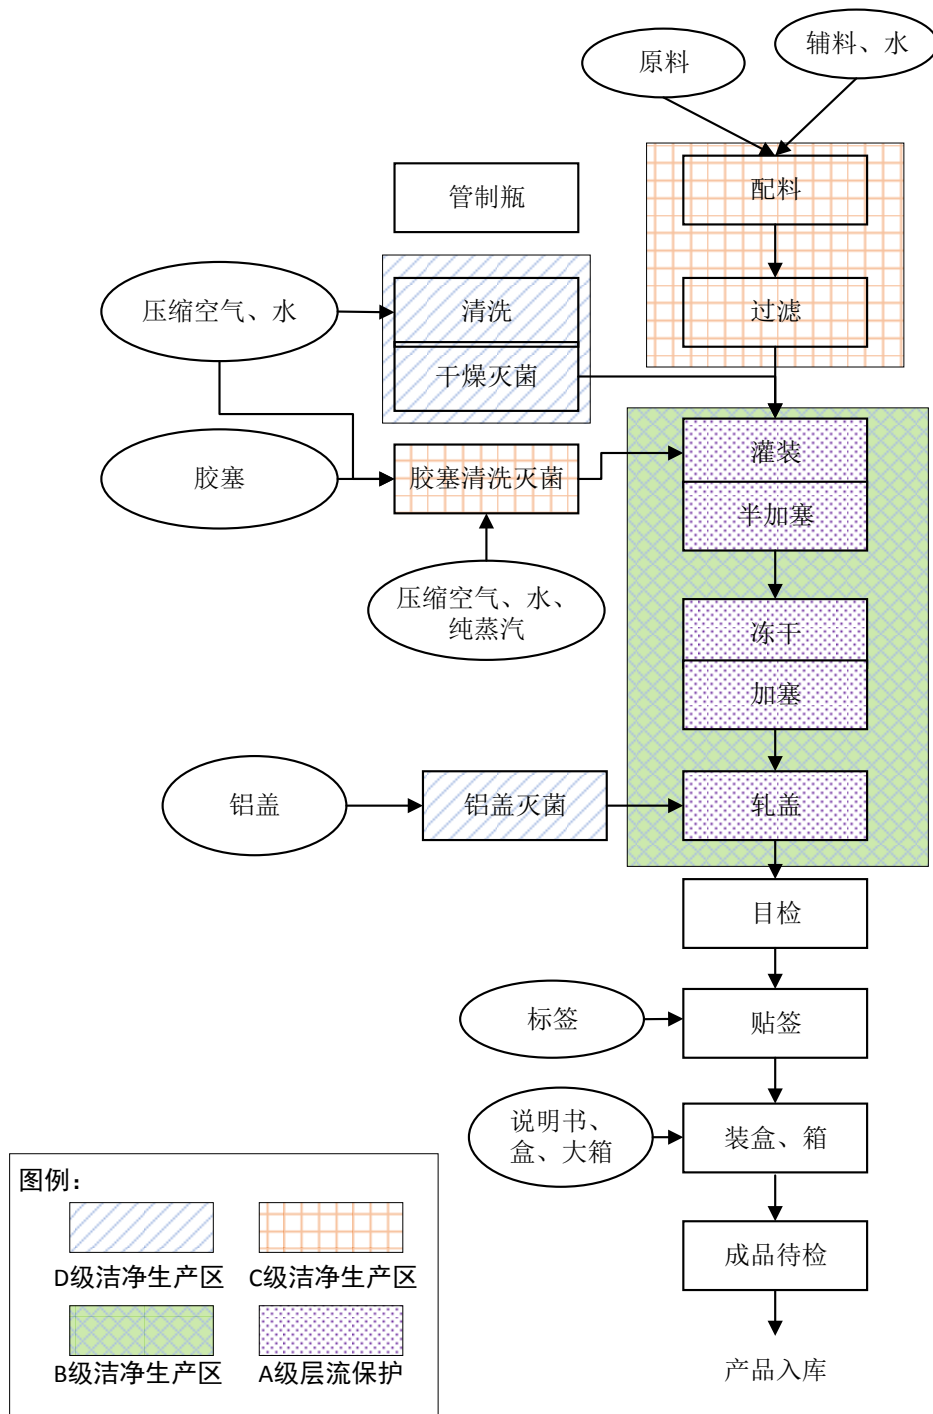 原料
辅料、水
管制瓶
配料
压缩空气、水
清洗
过滤
干燥灭菌
胶塞
胶塞清洗灭菌
灌装
半加塞
压缩空气、水、
纯蒸汽
冻干
加塞
铝盖
铝盖灭菌
轧盖
目检
标签
贴签
说明书、
盒、大箱
装盒、箱
成品待检
产品入库
图例：
D级洁净生产区
C级洁净生产区
B级洁净生产区
A级层流保护